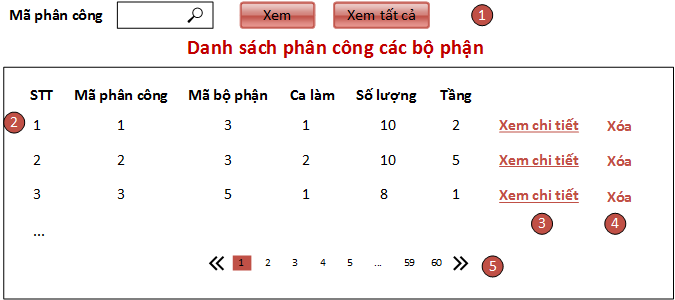 Mã phân công Xem Xem tất cả 1
Danh sách phân công các bộ phận
STT Mã phân công Mã bộ phận Ca làm Số lượng Tầng
2 1 1 3 1 10 2 Xem chi tiết Xóa
2 2 3 2 10 5 Xem chi tiết Xóa
3 3 5 1 8 1 Xem chi tiết Xóa
... 3 4
1 2 3 4 5 ... 59 60 5